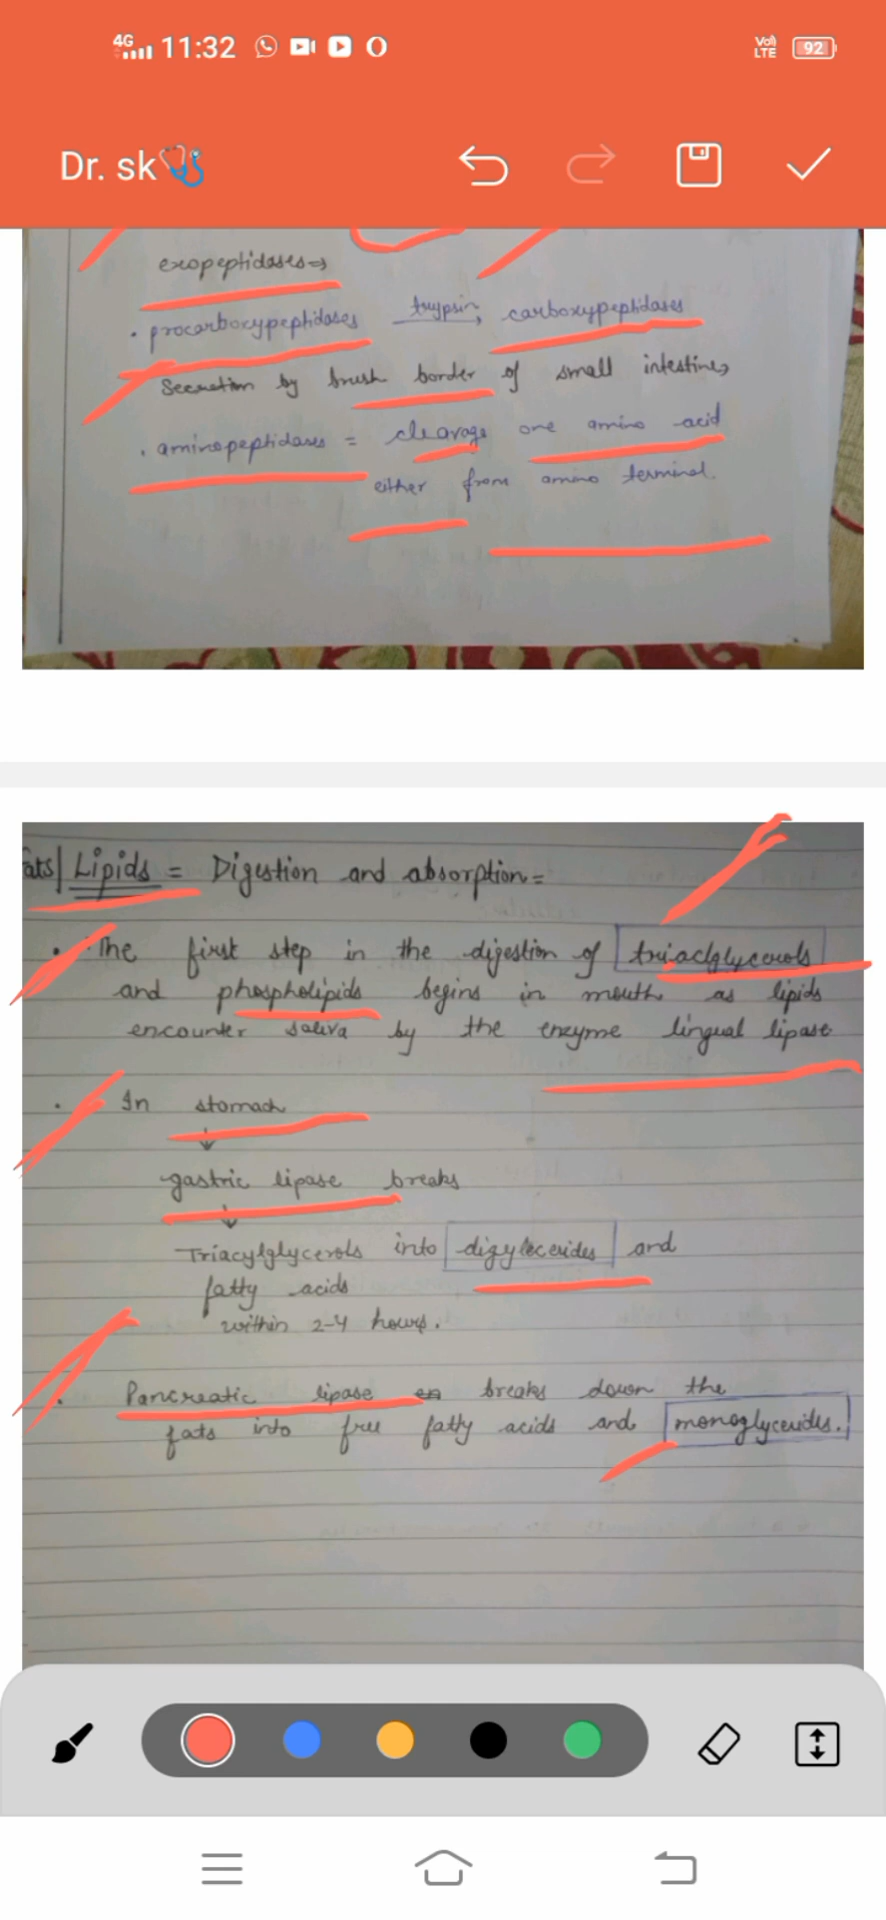 4G 11:32
Vo) LTE 92
Dr. sk
exopeptidases⇒
• procarboxypeptidases trypsin, carboxypeptidases
Secretion by brush border of small intestine,
• aminopeptidases = cleavage one amino acid
either from amino terminal.
ats| Lipids = Digestion and absorption=
• The first step in the digestion of triaclglycerols
and phospholipids begins in mouth as lipids
encounter saliva by the enzyme lingual lipase
• In stomach
↓
gastric lipase breaks
↓
Triacylglycerols into digylecerides and
fatty acids
within 2-4 hours.
• Pancreatic lipase breaks down the
fats into free fatty acids and monoglycerides.